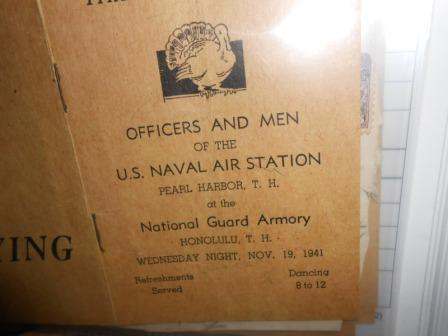 OFFICERS AND MEN
OF THE
U.S. NAVAL AIR STATION
PEARL HARBOR, T. H.
at the
National Guard Armory
HONOLULU, T. H.
WEDNESDAY NIGHT, NOV. 19, 1941
Refreshments Served
Dancing 8 to 12
YING